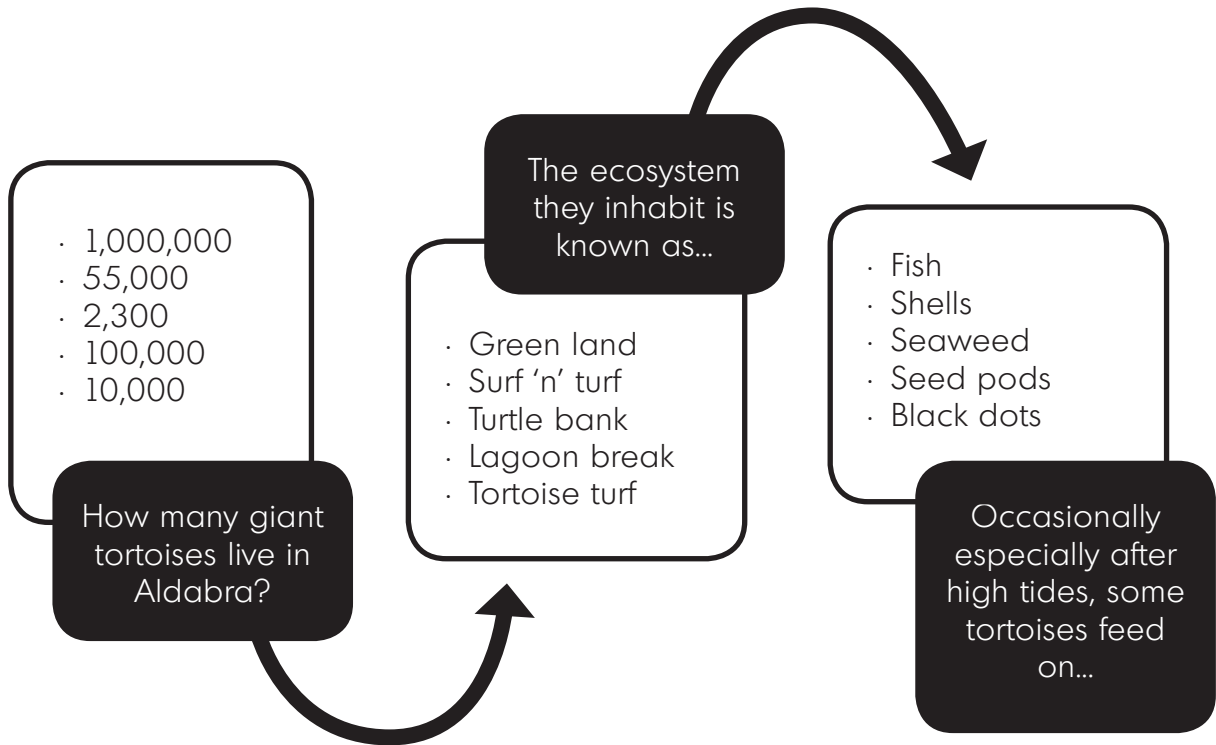 · 1,000,000
· 55,000
· 2,300
· 100,000
· 10,000
How many giant
tortoises live in
Aldabra?
The ecosystem
they inhabit is
known as...
· Green land
· Surf ‘n’ turf
· Turtle bank
· Lagoon break
· Tortoise turf
· Fish
· Shells
· Seaweed
· Seed pods
· Black dots
Occasionally
especially after
high tides, some
tortoises feed
on...